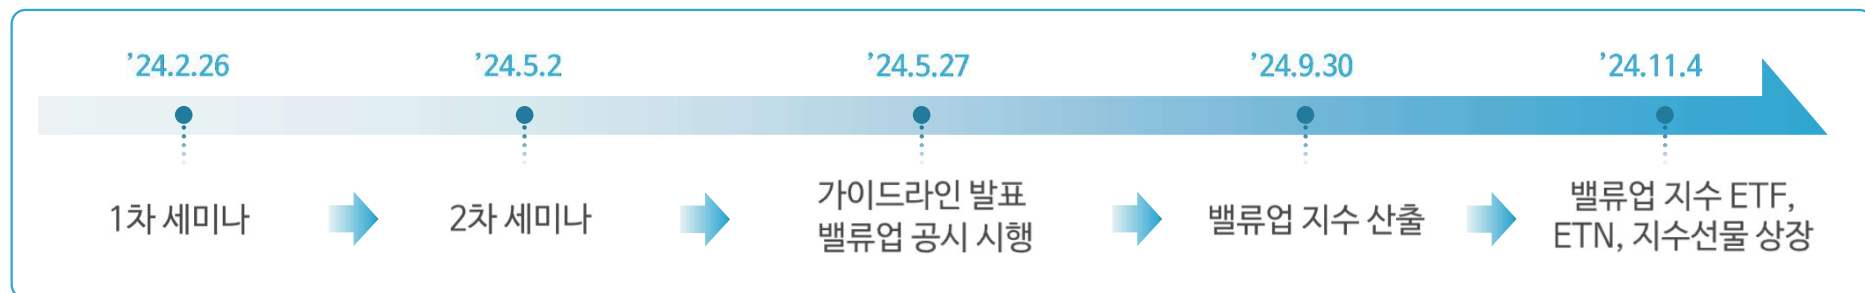 ’24.2.26
’24.5.2
’24.5.27
’24.9.30
’24.11.4
1차 세미나
2차 세미나
가이드라인 발표
밸류업 공시 시행
밸류업 지수 산출
밸류업 지수 ETF,
ETN, 지수선물 상장